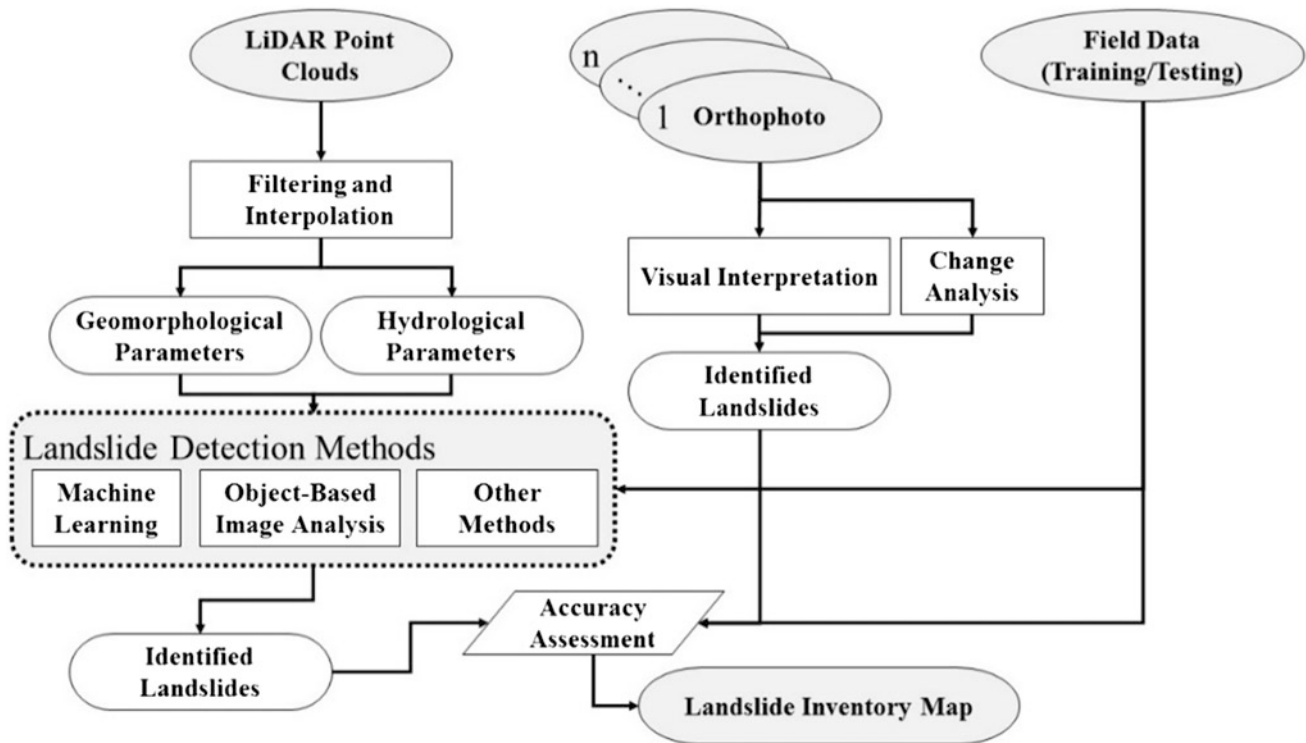 LiDAR Point
Clouds
n
...
1 Orthophoto
Field Data
(Training/Testing)
Filtering and
Interpolation
Visual Interpretation
Change
Analysis
Geomorphological
Parameters
Hydrological
Parameters
Identified
Landslides
Landslide Detection Methods
Machine
Learning
Object-Based
Image Analysis
Other
Methods
Accuracy
Assessment
Identified
Landslides
Landslide Inventory Map